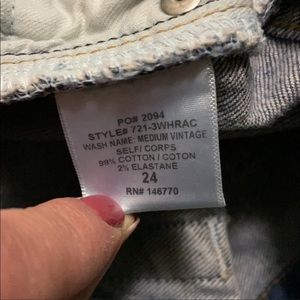 PO# 2094
STYLE# 721-3WHRAC
WASH NAME: MEDIUM VINTAGE
SELF/ CORPS
98% COTTON / COTON
2% ELASTANE
24
RN# 146770